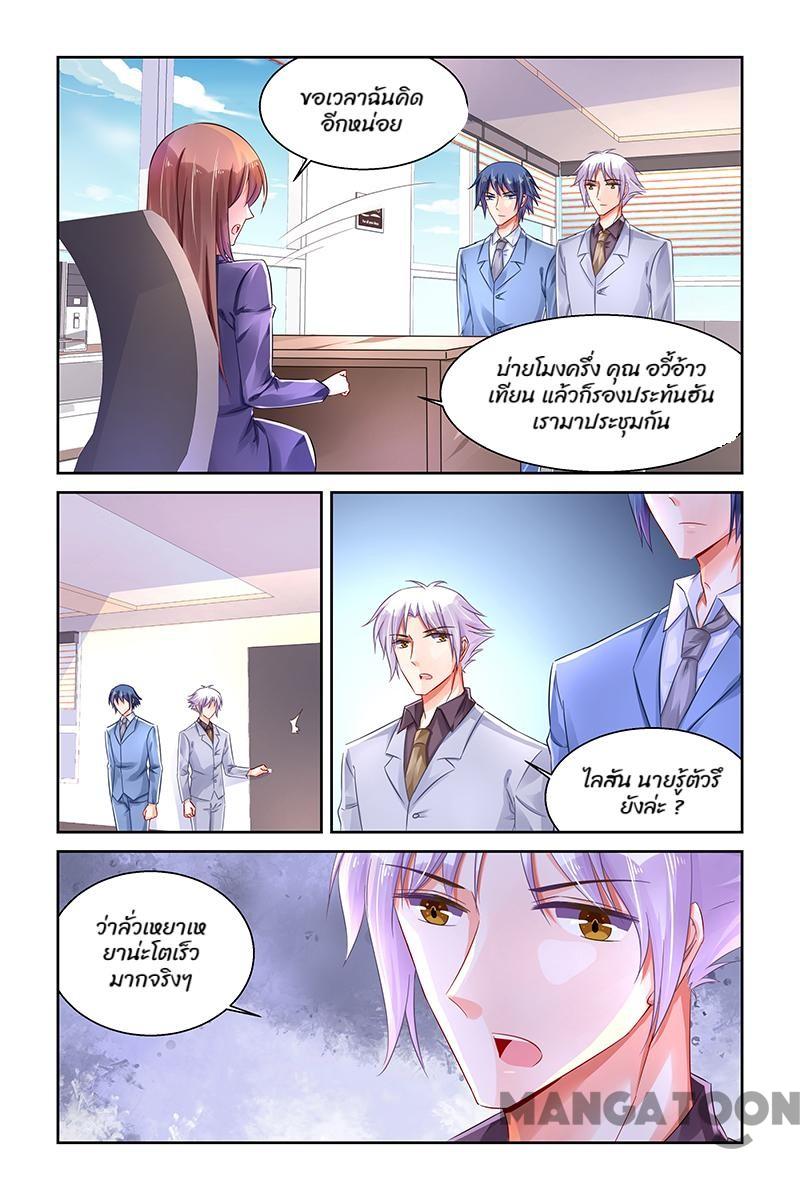 ขอเวลาฉันคิด
อีกหน่อย
บ่ายโมงครึ่ง คุณ อวี้อ้าว
เทียน แล้วก็รองประทันฮัน
เรามาประชุมกัน
ไลสัน นายรู้ตัวรึ
ยังล่ะ ?
ว่าลั่วเหยาเห
ยาน่ะโตเร็ว
มากจริงๆ
MANGATOON